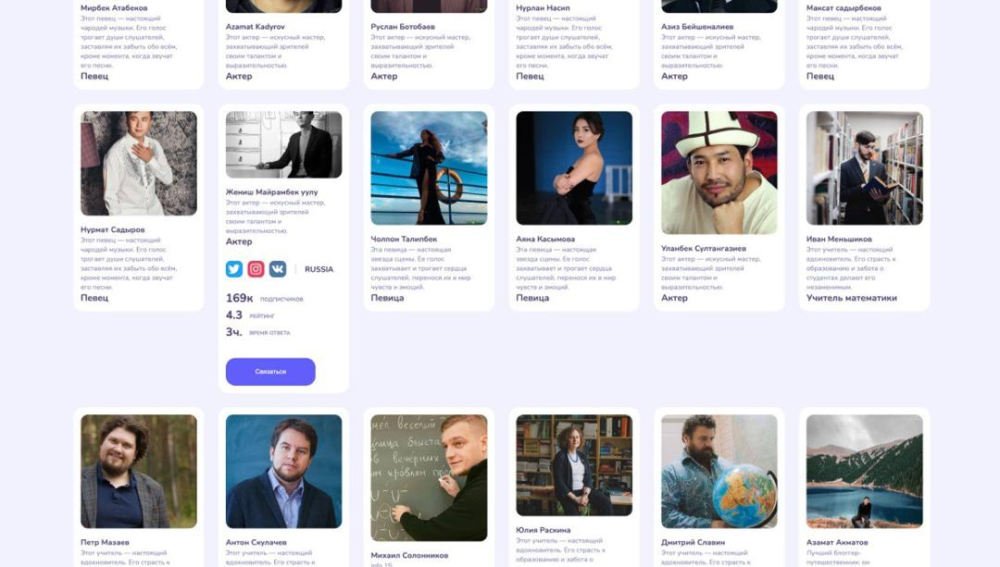 Мирбек Атабеков
Этот певец — настоящий
чародей музыки. Его голос
трогает души слушателей,
заставляя их забыть обо всём,
кроме момента, когда звучат
его песни.
Певец
Azamat Kadyrov
Этот актер — искусный мастер,
захватывающий зрителей
своим талантом и
выразительностью.
Актер
Руслан Ботобаев
Этот актер — искусный мастер,
захватывающий зрителей
своим талантом и
выразительностью.
Актер
Нурлан Насип
Этот певец — настоящий
чародей музыки. Его голос
трогает души слушателей,
заставляя их забыть обо всём,
кроме момента, когда звучат
его песни.
Певец
Азиз Бейшеналиев
Этот актер — искусный мастер,
захватывающий зрителей
своим талантом и
выразительностью.
Актер
Максат садырбеков
Этот певец — настоящий
чародей музыки. Его голос
трогает души слушателей,
заставляя их забыть обо всём,
кроме момента, когда звучат
его песни.
Певец
Нурмат Садыров
Этот певец — настоящий
чародей музыки. Его голос
трогает души слушателей,
заставляя их забыть обо всём,
кроме момента, когда звучат
его песни.
Певец
Жениш Майрамбек уулу
Этот актер — искусный мастер,
захватывающий зрителей
своим талантом и
выразительностью.
Актер
RUSSIA
169к ПОДПИСЧИКОВ
4.3 РЕЙТИНГ
3ч. ВРЕМЯ ОТВЕТА
Связаться
Чолпон Талипбек
Эта певица — настоящая
звезда сцены. Ее голос
захватывает и трогает сердца
слушателей, перенося их в мир
чувств и эмоций.
Певица
Аяна Касымова
Эта певица — настоящая
звезда сцены. Ее голос
захватывает и трогает сердца
слушателей, перенося их в мир
чувств и эмоций.
Певица
Уланбек Султангазиев
Этот актер — искусный мастер,
захватывающий зрителей
своим талантом и
выразительностью.
Актер
Иван Меньшиков
Этот учитель — настоящий
вдохновитель. Его страсть к
образованию и забота о
студентах делают его
незаменимым.
Учитель математики
Петр Мазаев
Этот учитель — настоящий
вдохновитель. Его страсть к
Антон Скулачев
Этот учитель — настоящий
вдохновитель. Его страсть к
весёлый
блиста
вечерних
кровлям
Михаил Солонников
info 15
Юлия Раскина
Этот учитель — настоящий
вдохновитель. Его страсть к
образованию и забота о
Дмитрий Славин
Этот учитель — настоящий
вдохновитель. Его страсть к
Азамат Акматов
Лучший блоггер-
путешественник: он